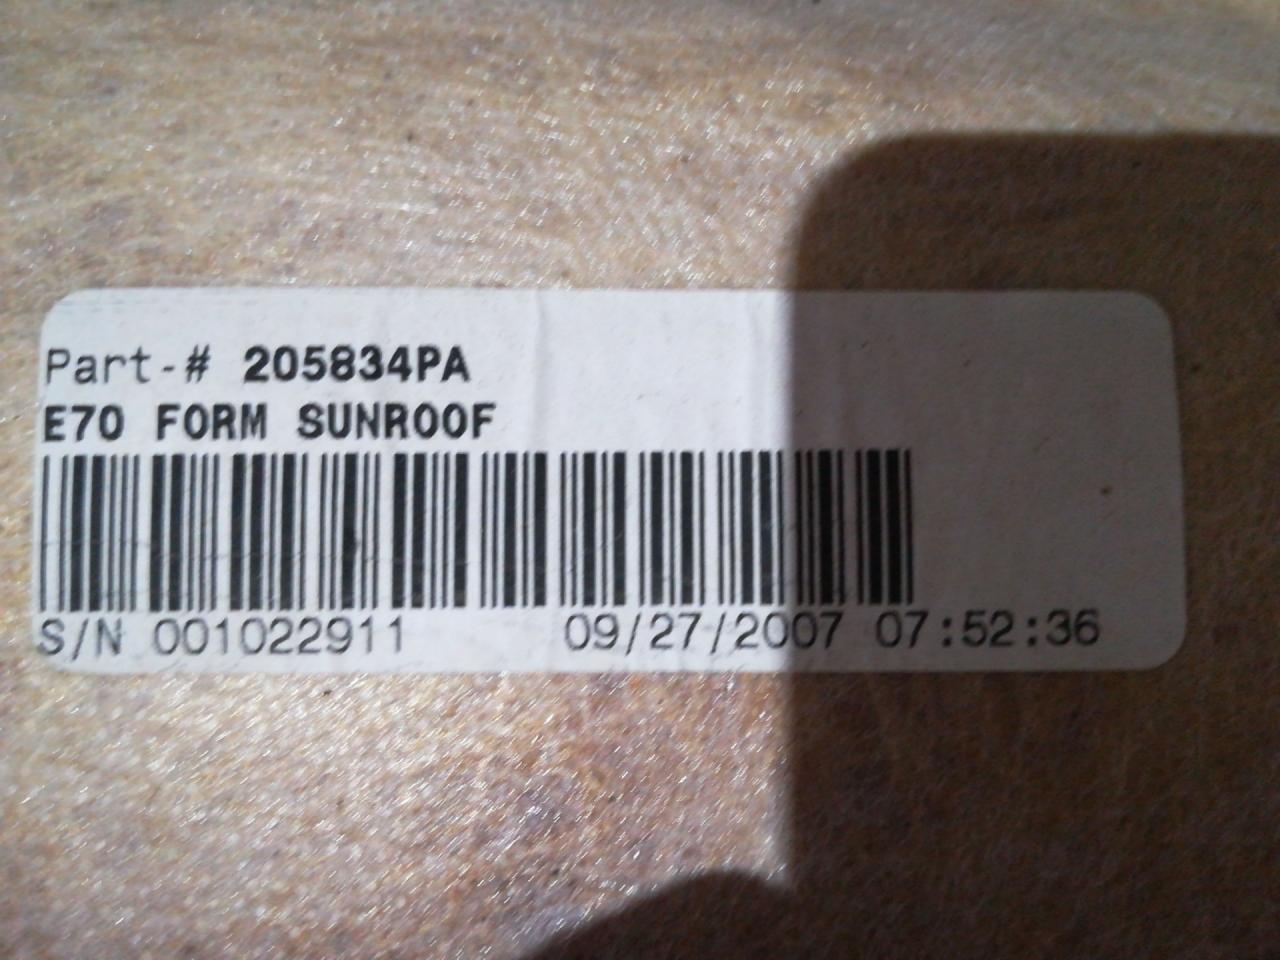 Part-# 205834PA
E70 FORM SUNROOF
S/N 001022911 09/27/2007 07:52:36